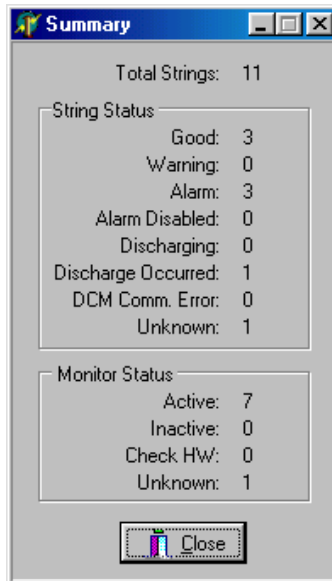 Summary
Total Strings: 11
String Status
Good: 3
Warning: 0
Alarm: 3
Alarm Disabled: 0
Discharging: 0
Discharge Occurred: 1
DCM Comm. Error: 0
Unknown: 1
Monitor Status
Active: 7
Inactive: 0
Check HW: 0
Unknown: 1
Close